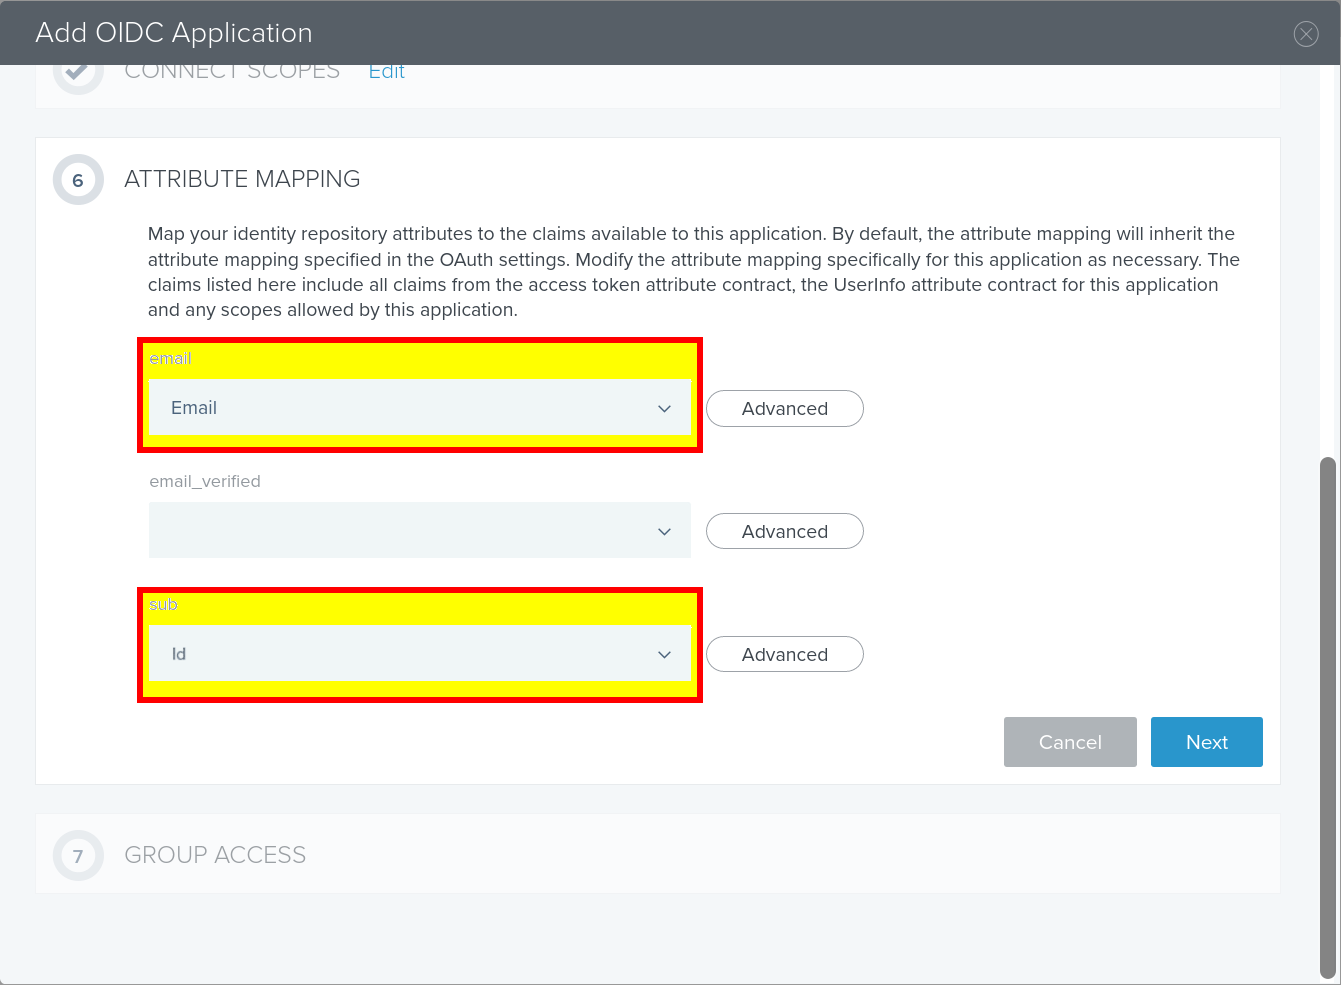 Add OIDC Application
CONNECT SCOPES Edit
6 ATTRIBUTE MAPPING
Map your identity repository attributes to the claims available to this application. By default, the attribute mapping will inherit the
attribute mapping specified in the OAuth settings. Modify the attribute mapping specifically for this application as necessary. The
claims listed here include all claims from the access token attribute contract, the UserInfo attribute contract for this application
and any scopes allowed by this application.
email
Email Advanced
email_verified
Advanced
sub
Id Advanced
Cancel Next
7 GROUP ACCESS